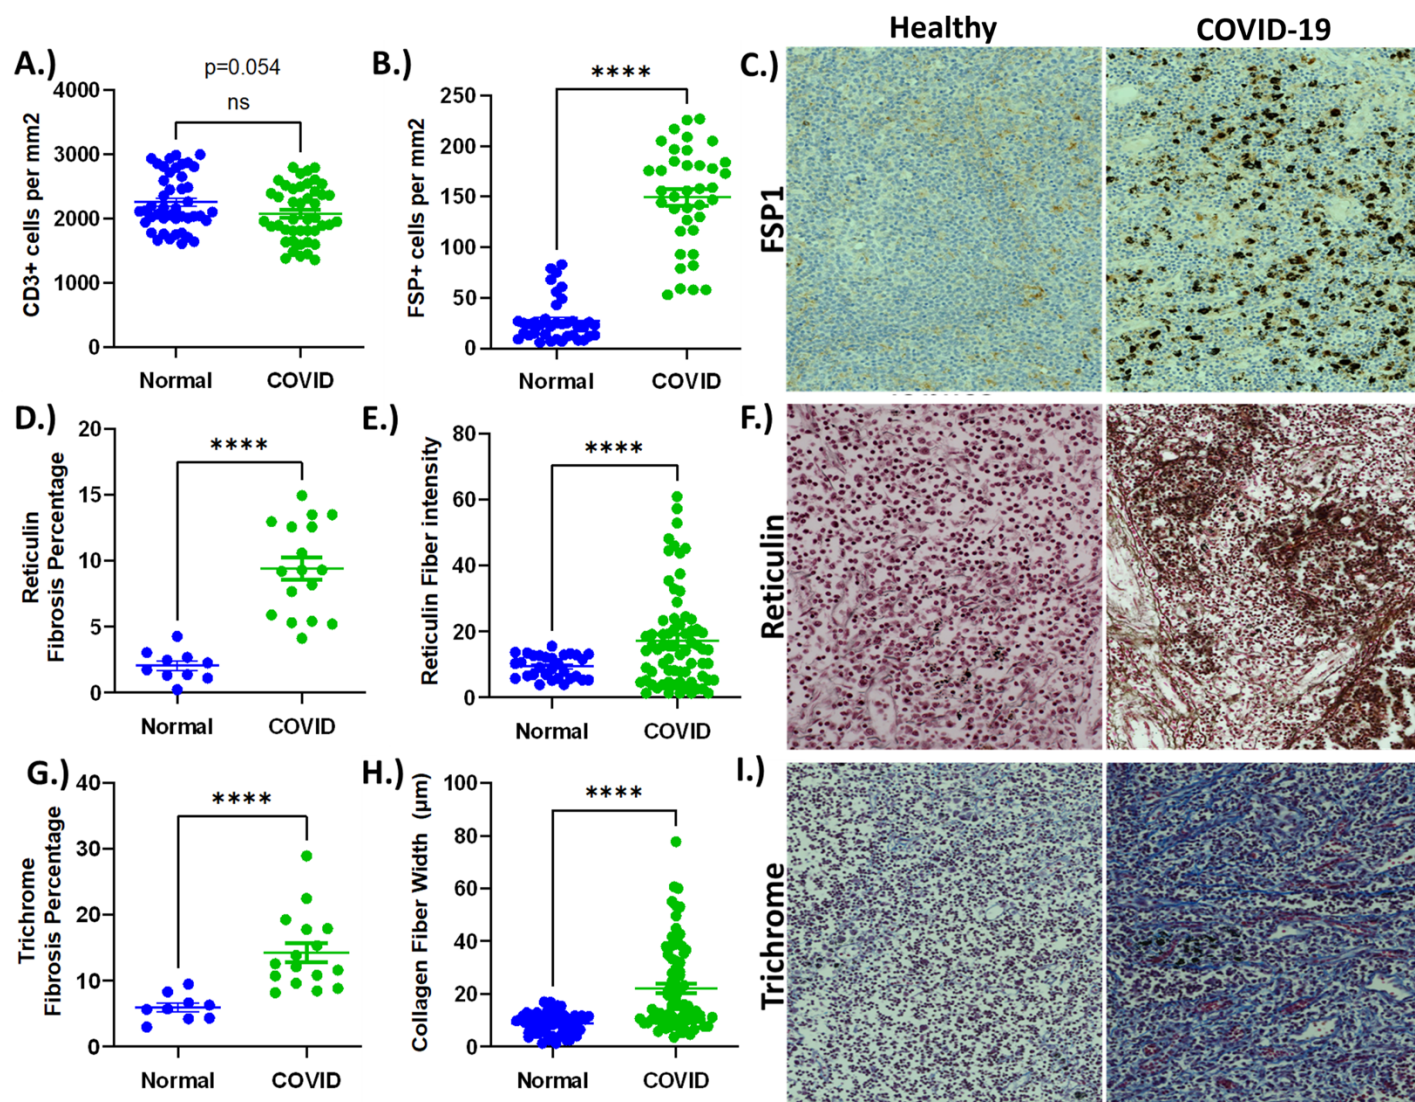 Healthy
COVID-19
A.)
p=0.054
ns
CD3+ cells per mm2
4000
3000
2000
1000
0
Normal
COVID
B.)
****
FSP+ cells per mm2
250
200
150
100
50
0
Normal
COVID
C.)
FSP1
D.)
****
Reticulin
Fibrosis Percentage
20
15
10
5
0
Normal
COVID
E.)
****
Reticulin Fiber intensity
80
60
40
20
0
Normal
COVID
F.)
Reticulin
G.)
****
Trichrome
Fibrosis Percentage
40
30
20
10
0
Normal
COVID
H.)
****
Collagen Fiber Width (μm)
100
80
60
40
20
0
Normal
COVID
I.)
Trichrome